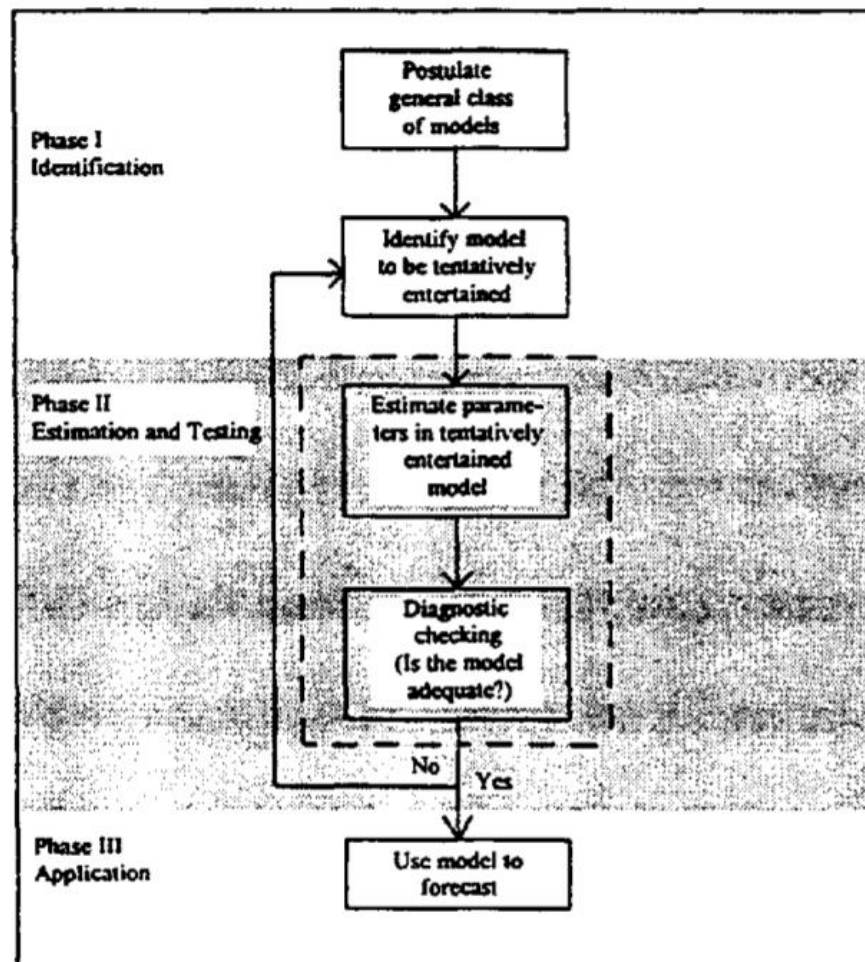 Postulate
general class
of models
Phase I
Identification
Identify model
to be tentatively
entertained
Phase II
Estimation and Testing
Estimate parame-
ters in tentatively
entertained
model
Diagnostic
checking
(Is the model
adequate?)
No
Yes
Phase III
Application
Use model to
forecast